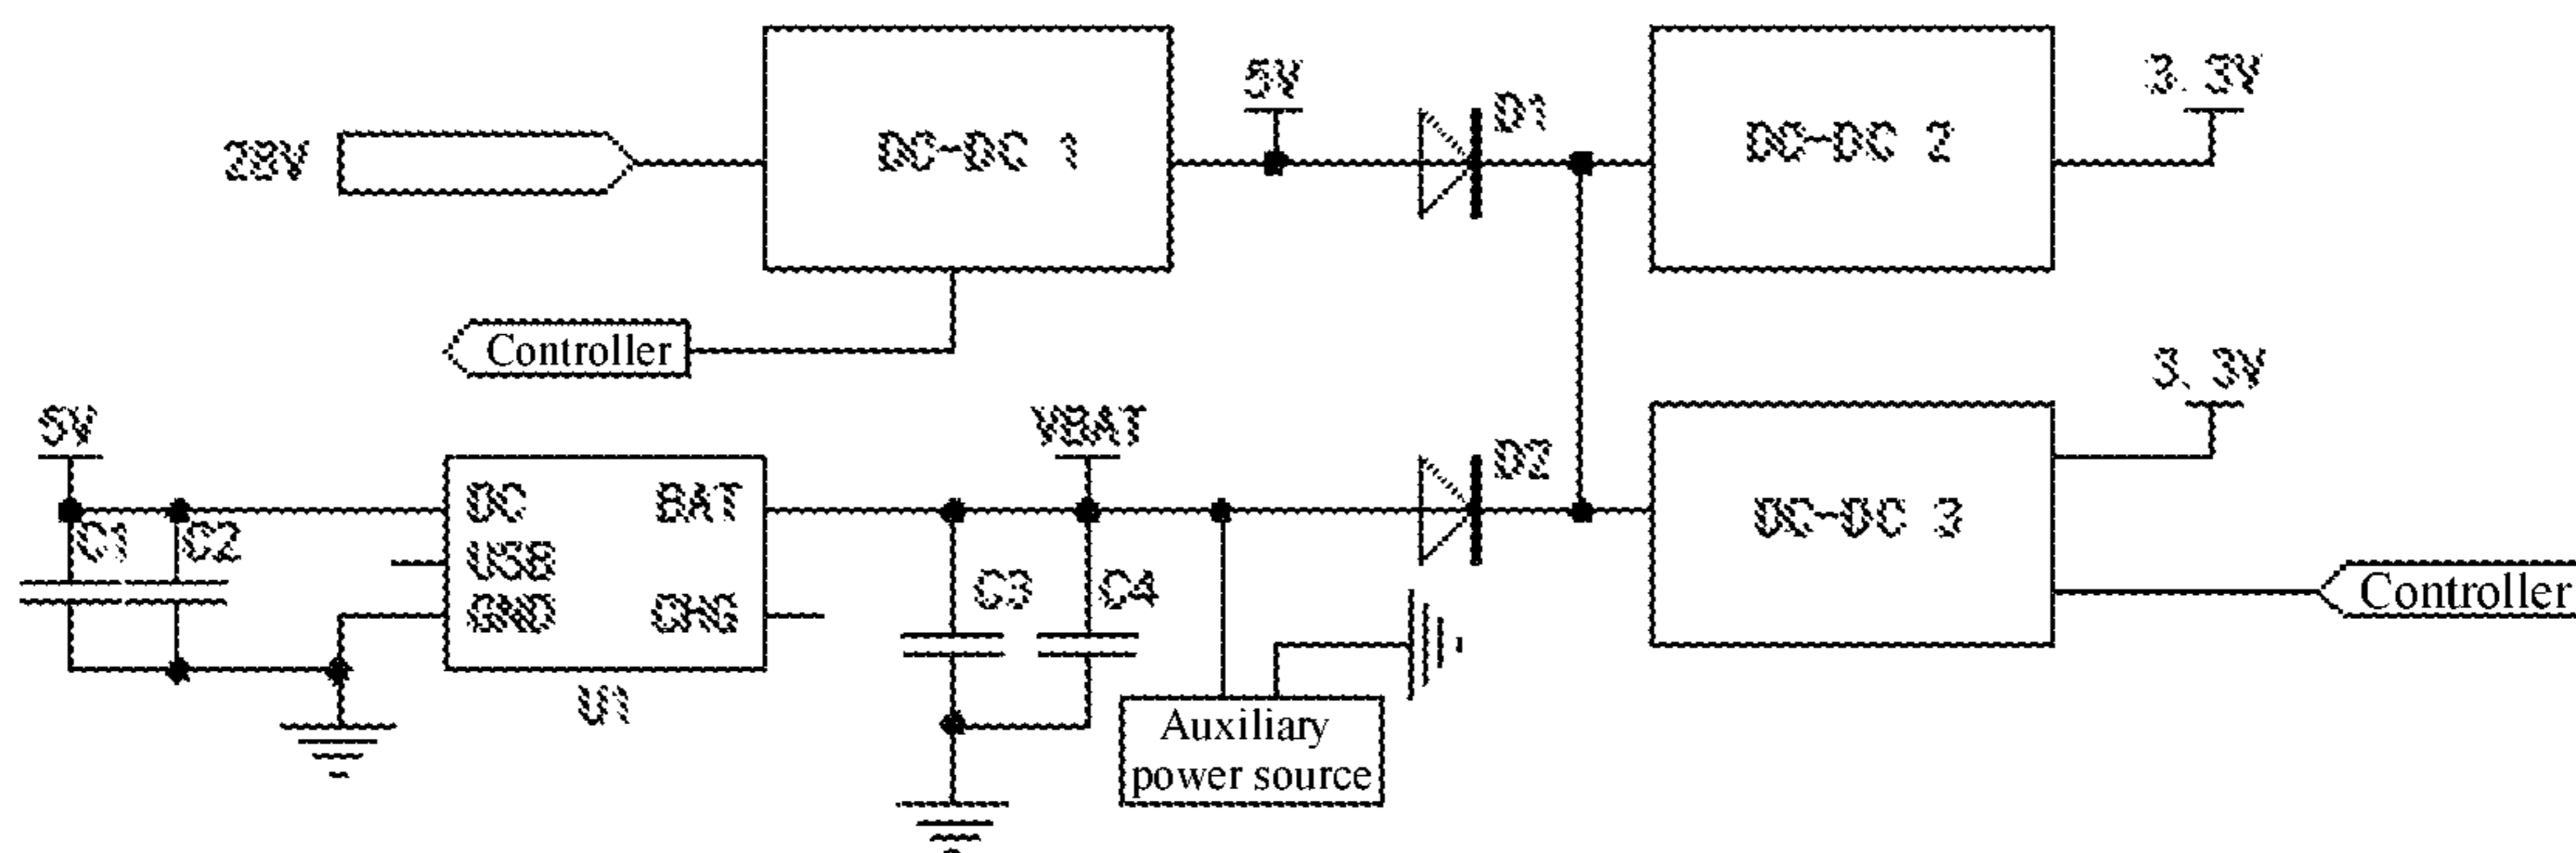 5V
28V
DC-DC 1
D1
DC-DC 2
3.3V
Controller
5V
VBAT
D2
3.3V
DC
BAT
C1
C2
USB
GND
CHG
U1
C3
C4
DC-DC 3
Controller
Auxiliary
power source